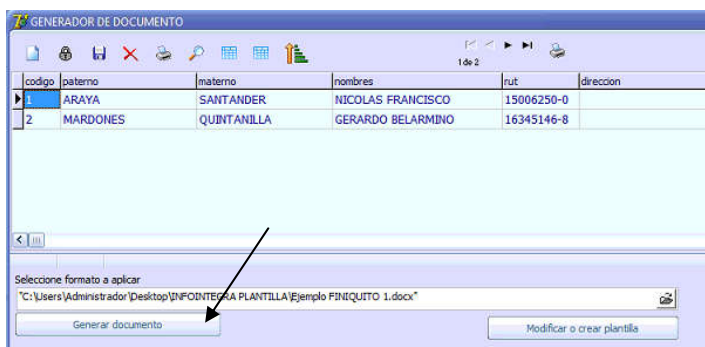 GENERADOR DE DOCUMENTO
1 de 2
codigo paterno materno nombres rut direccion
1 ARAYA SANTANDER NICOLAS FRANCISCO 15006250-0
2 MARDONES QUINTANILLA GERARDO BELARMINO 16345146-8
Seleccione formato a aplicar
"C:\Users\Administrador\Desktop\INFOINTEGRA PLANTILLA\Ejemplo FINIQUITO 1.docx"
Generar documento Modificar o crear plantilla